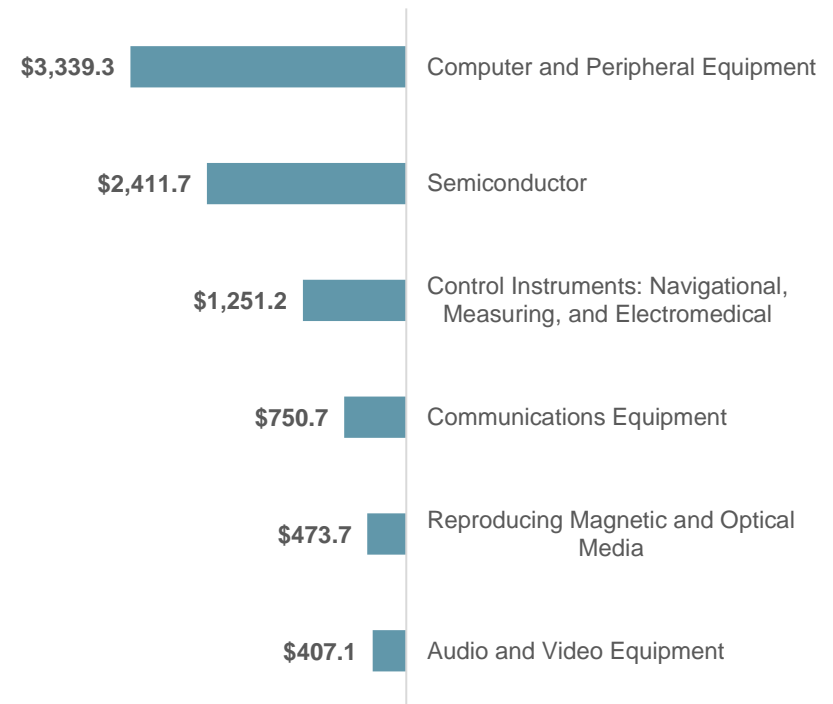 $3,339.3 Computer and Peripheral Equipment
$2,411.7 Semiconductor
$1,251.2 Control Instruments: Navigational,
Measuring, and Electromedical
$750.7 Communications Equipment
$473.7 Reproducing Magnetic and Optical
Media
$407.1 Audio and Video Equipment